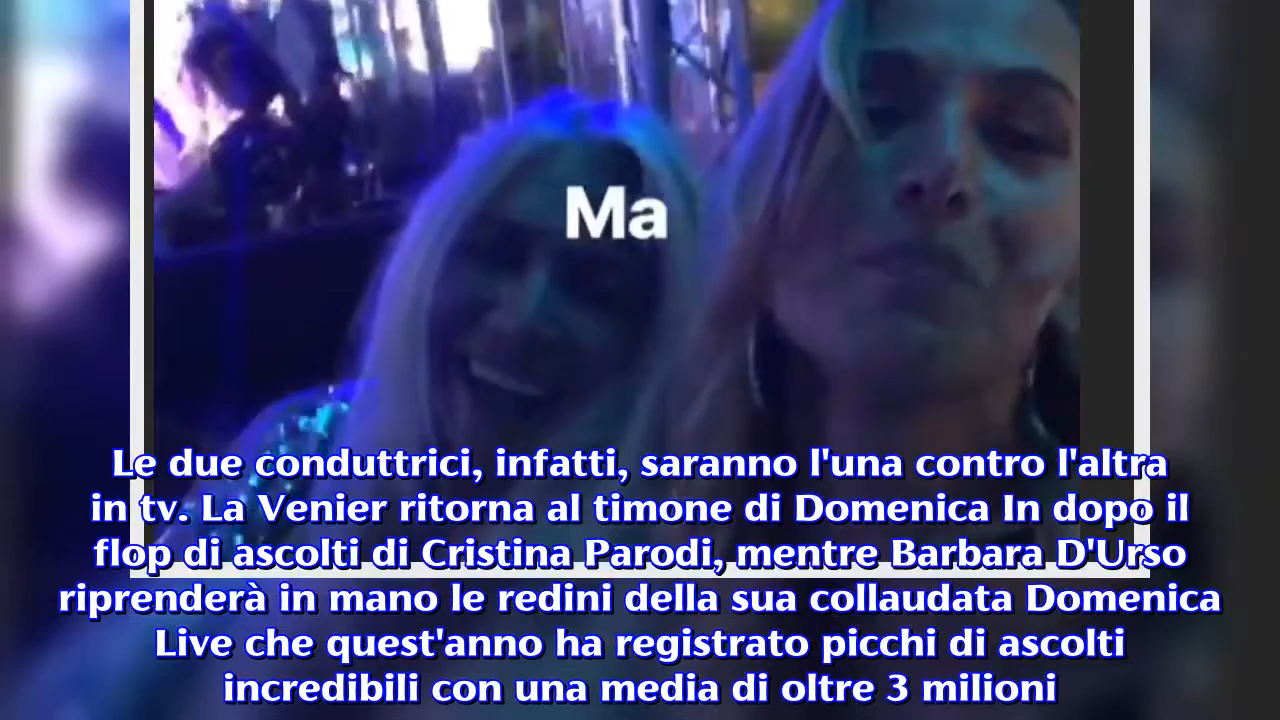 Ma
Le due conduttrici, infatti, saranno l'una contro l'altra
in tv. La Venier ritorna al timone di Domenica In dopo il
flop di ascolti di Cristina Parodi, mentre Barbara D'Urso
riprenderà in mano le redini della sua collaudata Domenica
Live che quest'anno ha registrato picchi di ascolti
incredibili con una media di oltre 3 milioni